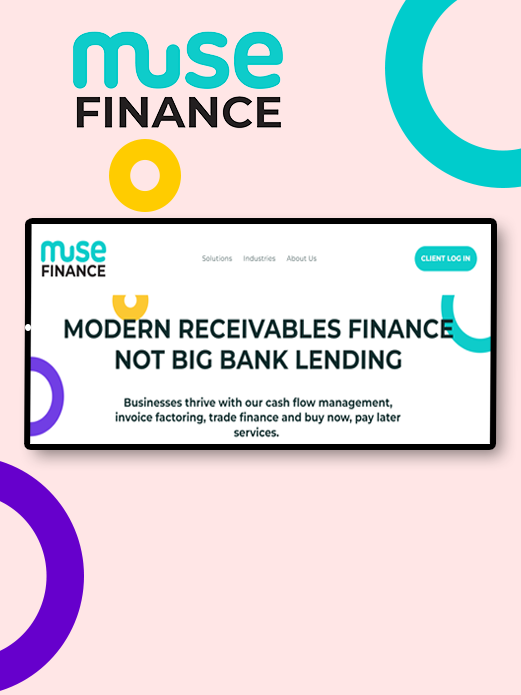 muse
FINANCE
muse
FINANCE
Solutions Industries About Us
CLIENT LOG IN
MODERN RECEIVABLES FINANCE
NOT BIG BANK LENDING
Businesses thrive with our cash flow management,
invoice factoring, trade finance and buy now, pay later
services.